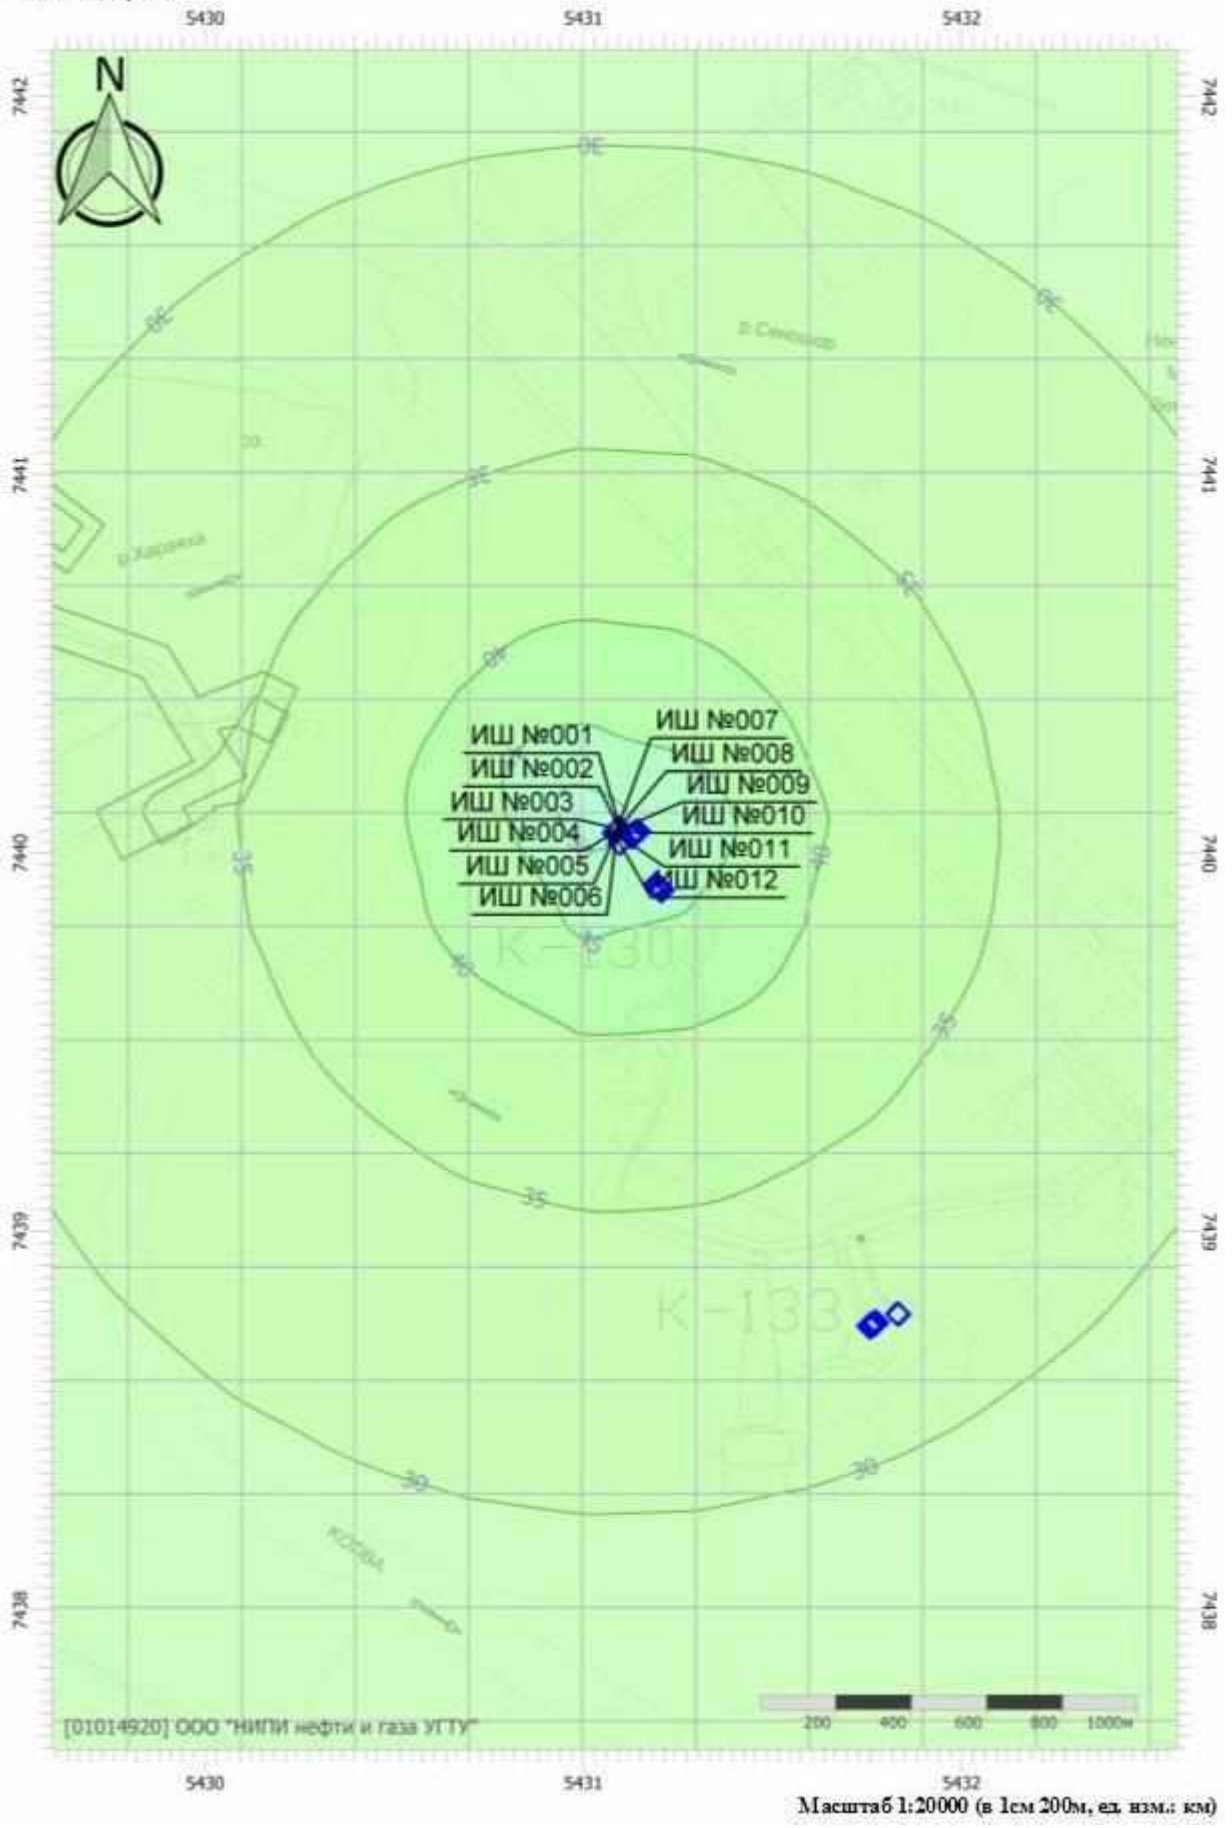 5430 5431 5432
7442 7442
N
30
30
30
р.Сеношор
35
7441 7441
р.Хараяха
35
40
ИШ №001 ИШ №007
ИШ №002 ИШ №008
ИШ №003 ИШ №009
ИШ №004 ИШ №010
ИШ №005 ИШ №011
ИШ №006 ИШ №012
7440 7440
35
40
45
К-130
40
35
35
7439 7439
К-133
30
30
КОЛВА
7438 7438
[01014920] ООО "НИПИ нефти и газа УГТУ"
200 400 600 800 1000м
5430 5431 5432
Масштаб 1:20000 (в 1см 200м, ед. изм.: км)